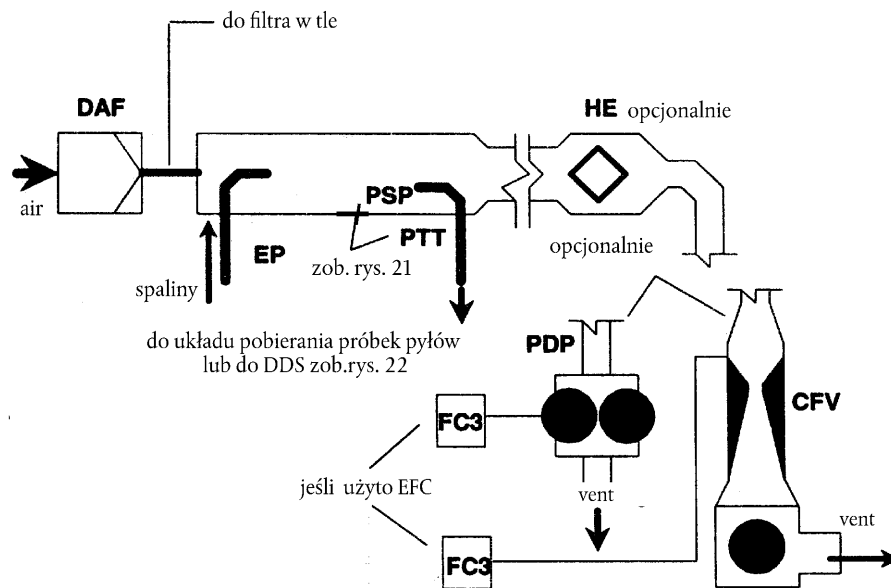 do filtra w tle
DAF
HE opcjonalnie
air
PSP
PTT
EP
zob. rys. 21
opcjonalnie
spaliny
do układu pobierania próbek pyłów
lub do DDS zob.rys. 22
PDP
CFV
FC3
jeśli użyto EFC
vent
vent
FC3